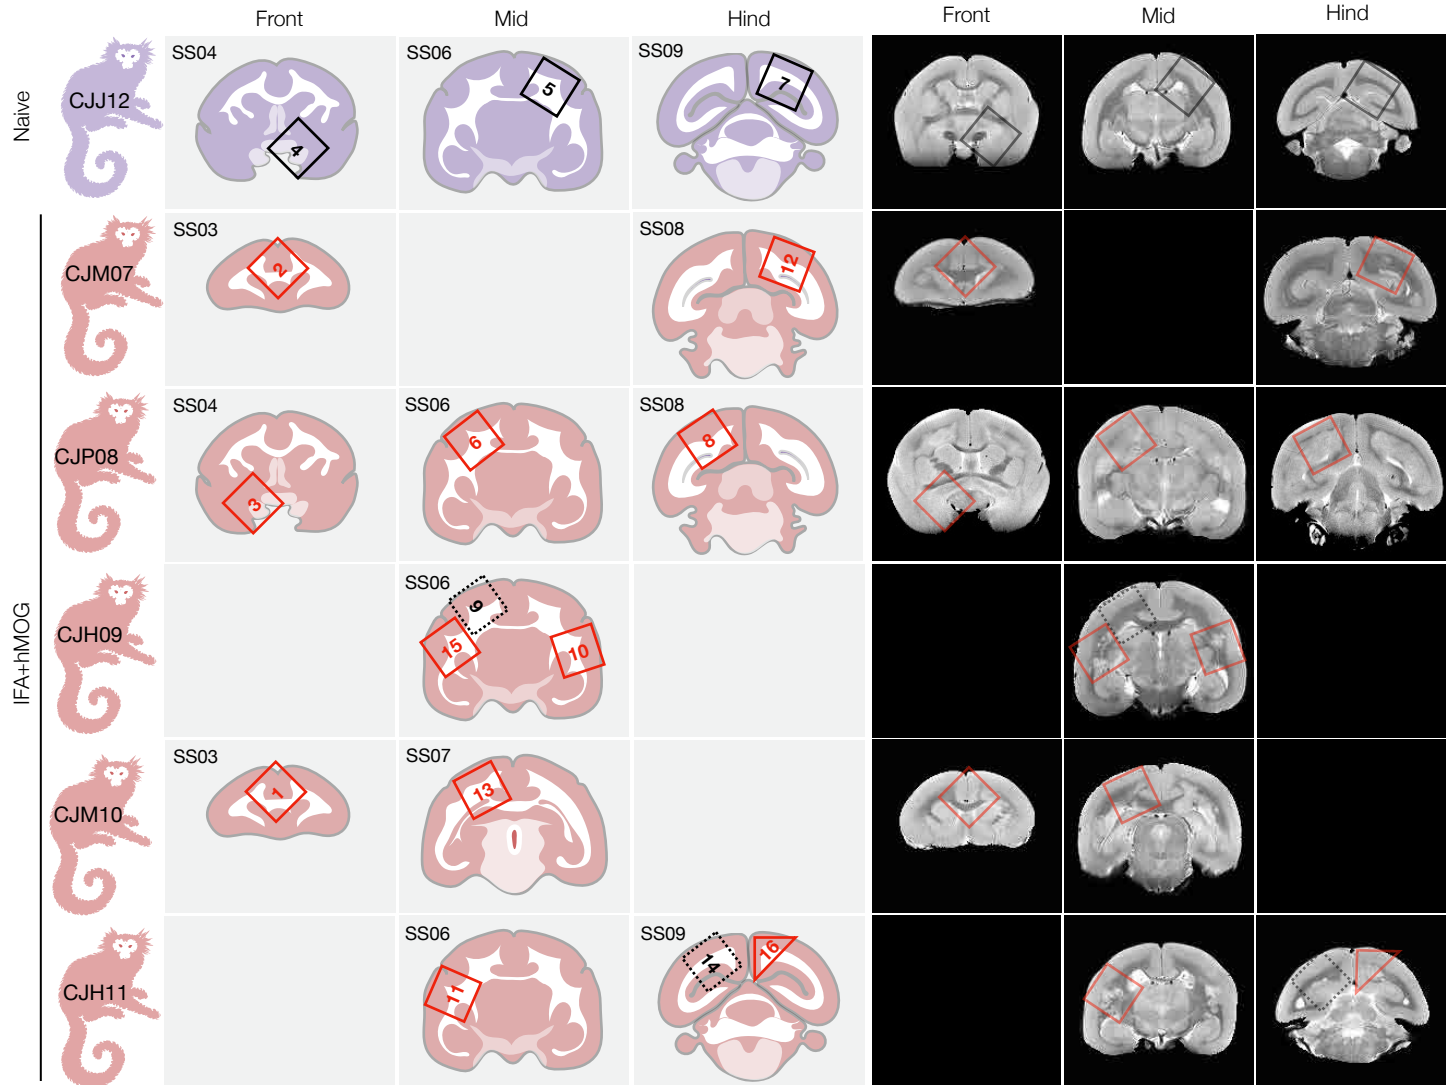 Front Mid Hind Front Mid Hind
Naive
CJJ12
SS04
4
SS06
5
SS09
7
IFA+hMOG
CJM07
SS03
2
SS08
12
CJP08
SS04
3
SS06
6
SS08
8
CJH09
SS06
9
15
10
CJM10
SS03
1
SS07
13
CJH11
SS06
11
SS09
14
16